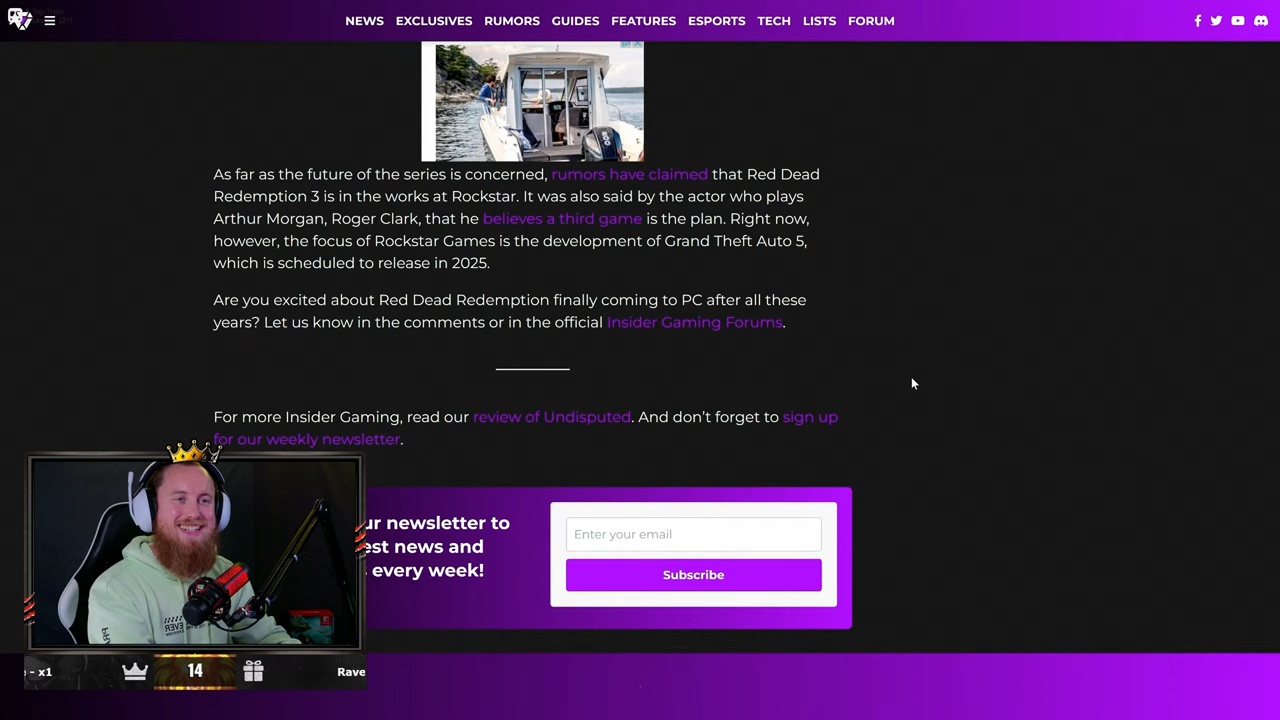 NEWS EXCLUSIVES RUMORS GUIDES FEATURES ESPORTS TECH LISTS FORUM
As far as the future of the series is concerned, rumors have claimed that Red Dead
Redemption 3 is in the works at Rockstar. It was also said by the actor who plays
Arthur Morgan, Roger Clark, that he believes a third game is the plan. Right now,
however, the focus of Rockstar Games is the development of Grand Theft Auto 5,
which is scheduled to release in 2025.
Are you excited about Red Dead Redemption finally coming to PC after all these
years? Let us know in the comments or in the official Insider Gaming Forums.
For more Insider Gaming, read our review of Undisputed. And don’t forget to sign up
for our weekly newsletter.
ur newsletter to
est news and
every week!
Enter your email
Subscribe
- x1
14
Rave